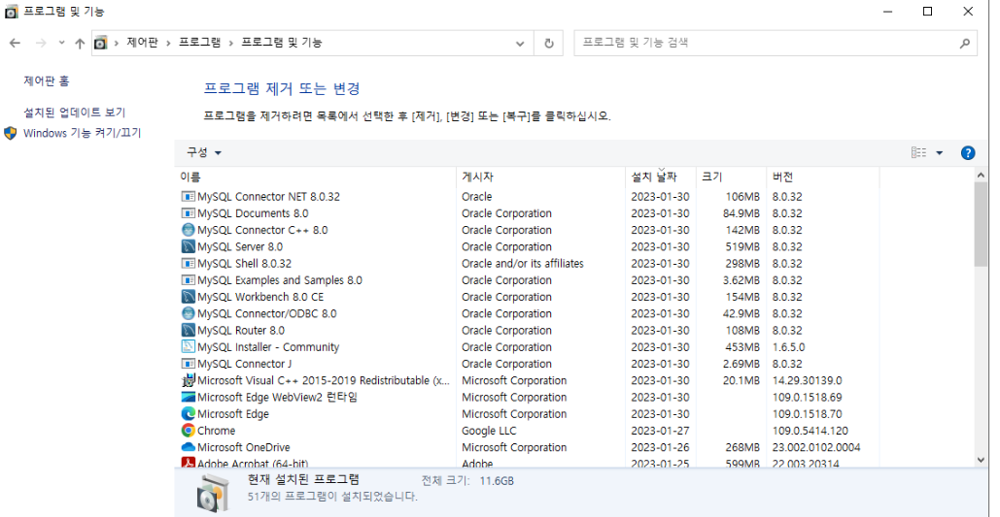 프로그램 및 기능
제어판 › 프로그램 › 프로그램 및 기능
프로그램 및 기능 검색
제어판 홈
설치된 업데이트 보기
Windows 기능 켜기/끄기
프로그램 제거 또는 변경
프로그램을 제거하려면 목록에서 선택한 후 [제거], [변경] 또는 [복구]를 클릭하십시오.
구성
이름 게시자 설치 날짜 크기 버전
MySQL Connector NET 8.0.32 Oracle 2023-01-30 106MB 8.0.32
MySQL Documents 8.0 Oracle Corporation 2023-01-30 84.9MB 8.0.32
MySQL Connector C++ 8.0 Oracle Corporation 2023-01-30 142MB 8.0.32
MySQL Server 8.0 Oracle Corporation 2023-01-30 519MB 8.0.32
MySQL Shell 8.0.32 Oracle and/or its affiliates 2023-01-30 298MB 8.0.32
MySQL Examples and Samples 8.0 Oracle Corporation 2023-01-30 3.62MB 8.0.32
MySQL Workbench 8.0 CE Oracle Corporation 2023-01-30 154MB 8.0.32
MySQL Connector/ODBC 8.0 Oracle Corporation 2023-01-30 42.9MB 8.0.32
MySQL Router 8.0 Oracle Corporation 2023-01-30 108MB 8.0.32
MySQL Installer - Community Oracle Corporation 2023-01-30 453MB 1.6.5.0
MySQL Connector J Oracle Corporation 2023-01-30 2.69MB 8.0.32
Microsoft Visual C++ 2015-2019 Redistributable (x... Microsoft Corporation 2023-01-30 20.1MB 14.29.30139.0
Microsoft Edge WebView2 런타임 Microsoft Corporation 2023-01-30 109.0.1518.69
Microsoft Edge Microsoft Corporation 2023-01-30 109.0.1518.70
Chrome Google LLC 2023-01-27 109.0.5414.120
Microsoft OneDrive Microsoft Corporation 2023-01-26 268MB 23.002.0102.0004
Adobe Acrobat (64-bit) Adobe 2023-01-25 599MB 22.003.20314
현재 설치된 프로그램 전체 크기: 11.6GB
51개의 프로그램이 설치되었습니다.